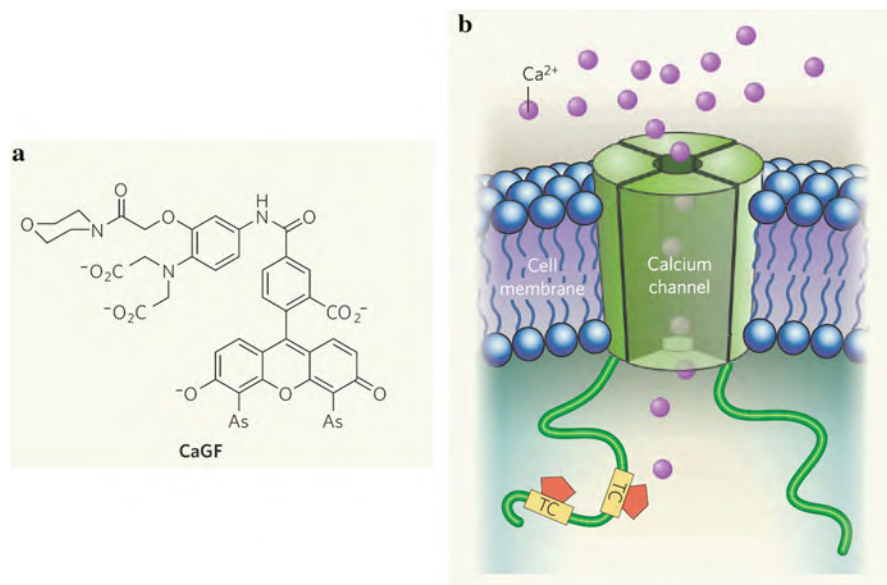 a
O
N
O
O
⁻O₂C
N
⁻O₂C
H
N
O
CO₂⁻
⁻O
O
O
As
As
CaGF
b
Ca²⁺
Cell
membrane
Calcium
channel
TC
TC